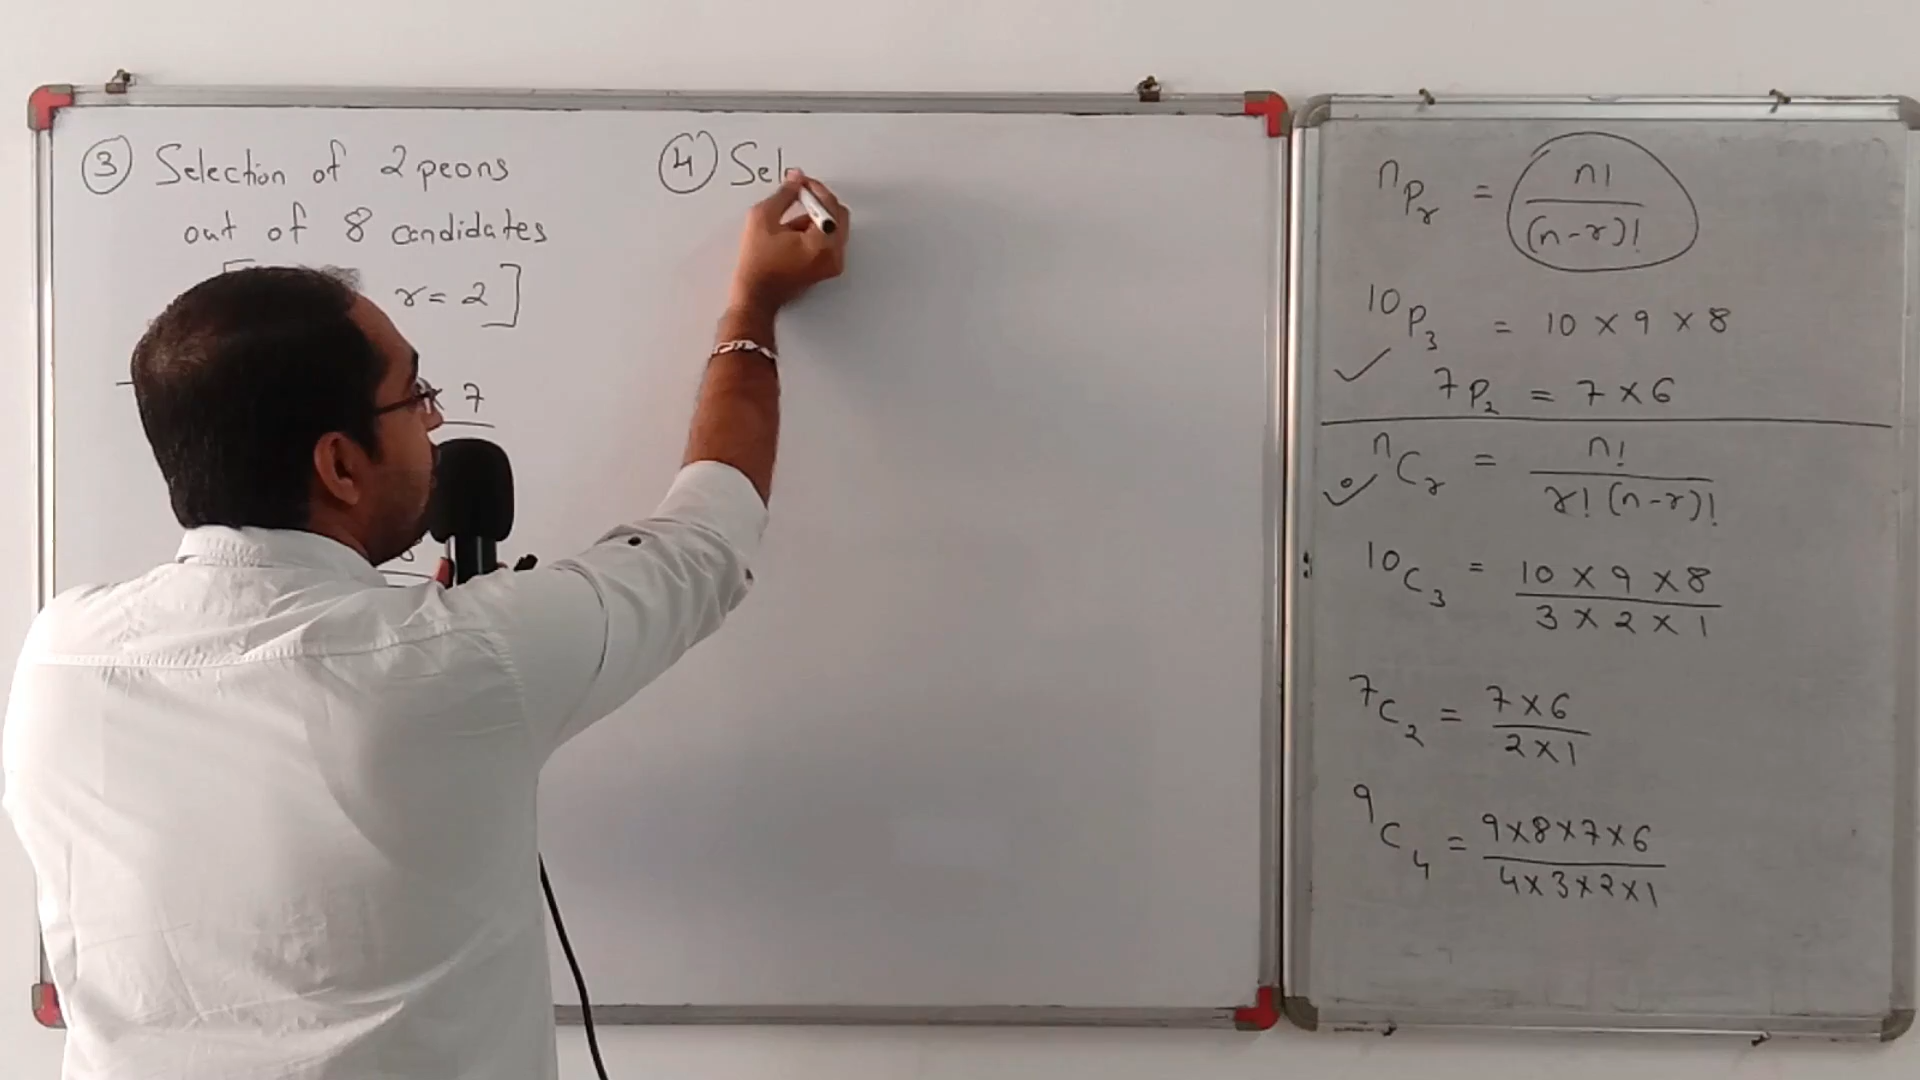 ③ Selection of 2 peons
out of 8 candidates
r = 2]
× 7
8
④ Sel
nPr = n! / (n-r)!
10P3 = 10 × 9 × 8
✓ 7P2 = 7 × 6
✓ nCr = n! / r! (n-r)!
10C3 = 10 × 9 × 8 / 3 × 2 × 1
7C2 = 7 × 6 / 2 × 1
9C4 = 9 × 8 × 7 × 6 / 4 × 3 × 2 × 1